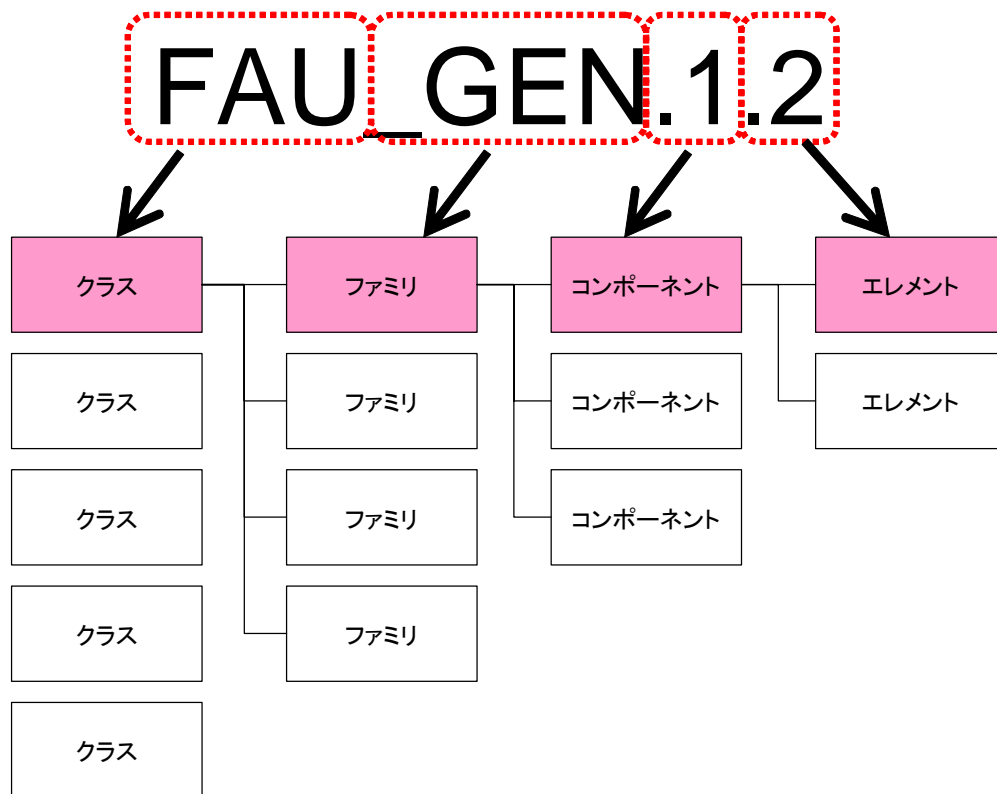 FAU_GEN.1.2
クラス ファミリ コンポーネント エレメント
クラス ファミリ コンポーネント エレメント
クラス ファミリ コンポーネント
クラス ファミリ
クラス